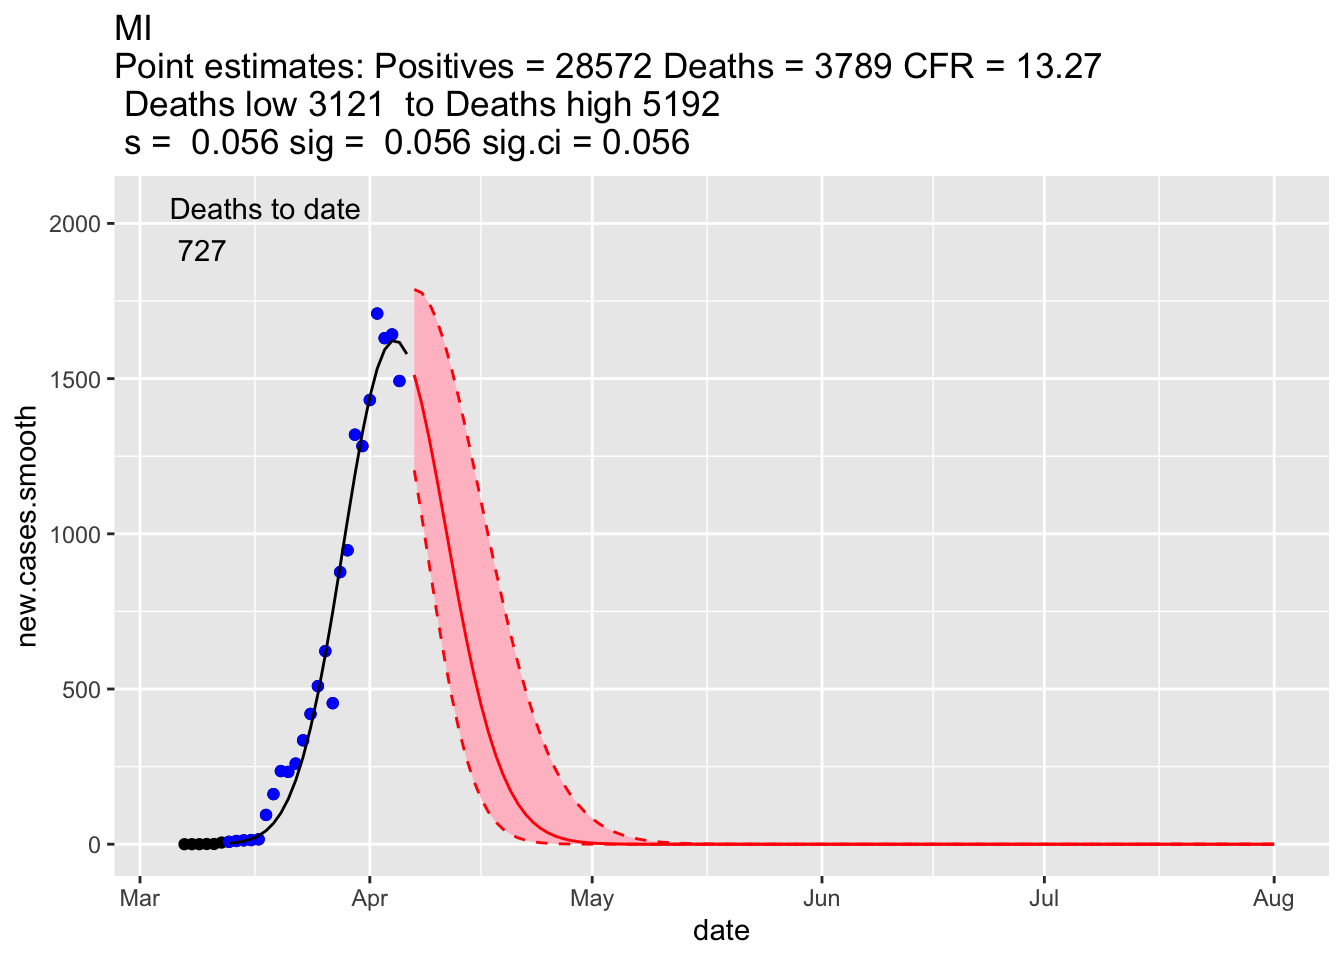 MI
Point estimates: Positives = 28572 Deaths = 3789 CFR = 13.27
Deaths low 3121  to Deaths high 5192
s =  0.056 sig =  0.056 sig.ci = 0.056
Deaths to date
727
2000
1500
1000
500
0
new.cases.smooth
Mar Apr May Jun Jul Aug
date